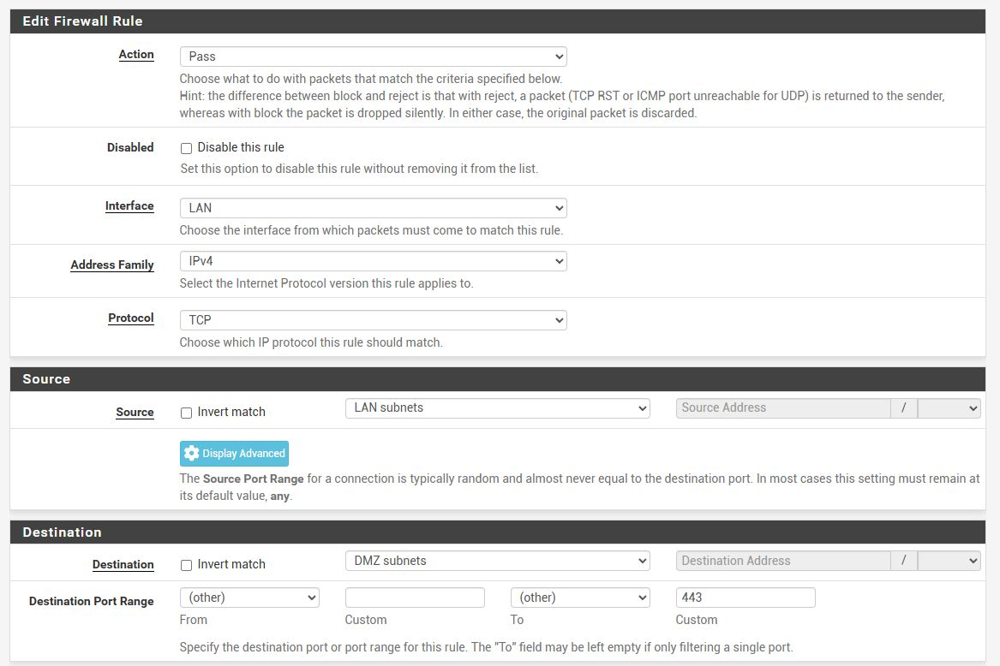 Edit Firewall Rule
Action
Pass
Choose what to do with packets that match the criteria specified below.
Hint: the difference between block and reject is that with reject, a packet (TCP RST or ICMP port unreachable for UDP) is returned to the sender,
whereas with block the packet is dropped silently. In either case, the original packet is discarded.
Disabled
Disable this rule
Set this option to disable this rule without removing it from the list.
Interface
LAN
Choose the interface from which packets must come to match this rule.
Address Family
IPv4
Select the Internet Protocol version this rule applies to.
Protocol
TCP
Choose which IP protocol this rule should match.
Source
Source
Invert match
LAN subnets
Source Address
/
Display Advanced
The Source Port Range for a connection is typically random and almost never equal to the destination port. In most cases this setting must remain at
its default value, any.
Destination
Destination
Invert match
DMZ subnets
Destination Address
/
Destination Port Range
(other)
(other)
443
From
Custom
To
Custom
Specify the destination port or port range for this rule. The "To" field may be left empty if only filtering a single port.